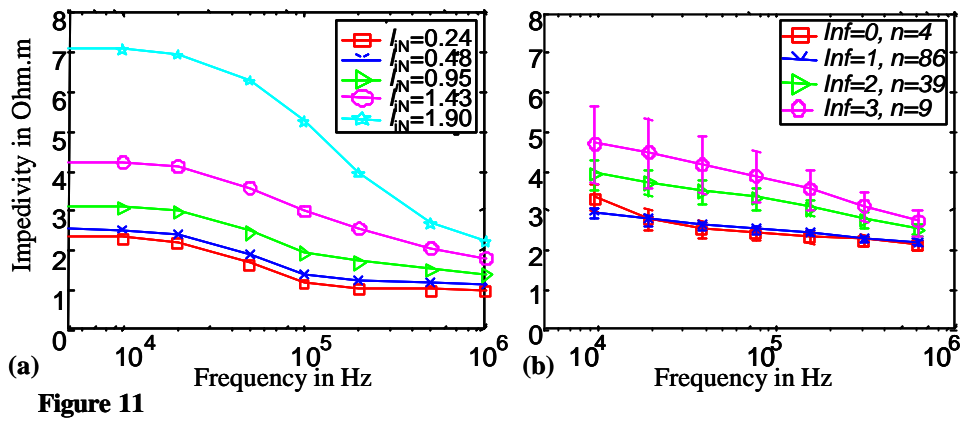 8
7
6
5
4
3
2
1
0
Impedivity in Ohm.m
l_iN=0.24
l_iN=0.48
l_iN=0.95
l_iN=1.43
l_iN=1.90
10^4
10^5
10^6
(a)
Frequency in Hz
8
7
6
5
4
3
2
1
0
Inf=0, n=4
Inf=1, n=86
Inf=2, n=39
Inf=3, n=9
10^4
10^5
10^6
(b)
Frequency in Hz
Figure 11